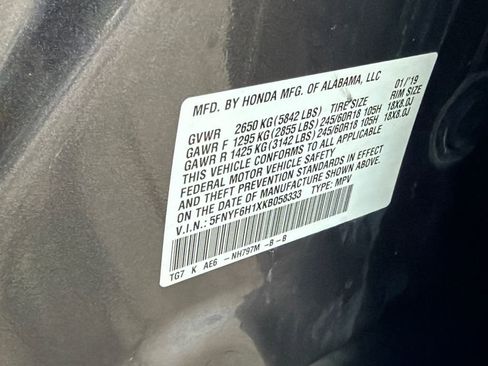 MFD. BY HONDA MFG. OF ALABAMA, LLC 01/'19
GVWR 2650 KG (5842 LBS) TIRE SIZE RIM SIZE
GAWR F 1295 KG (2855 LBS) 245/60R18 105H 18X8.0J
GAWR R 1425 KG (3142 LBS) 245/60R18 105H 18X8.0J
THIS VEHICLE CONFORMS TO ALL APPLICABLE
FEDERAL MOTOR VEHICLE SAFETY
AND THEFT PREVENTION STANDARDS IN EFFECT
ON THE DATE OF MANUFACTURE SHOWN ABOVE.
V.I.N.: 5FNYF6H1XKB058333 TYPE: MPV
TG7 K AE6 -NH797M -B-B